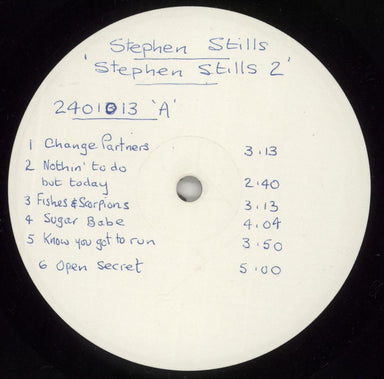 Stephen Stills
'Stephen Stills 2'
2401013 'A'
1 Change Partners 3.13
2 Nothin' to do
but today 2.40
3 Fishes & Scorpions 3.13
4 Sugar Babe 4.04
5 Know you got to run 3.50
6 Open Secret 5.00